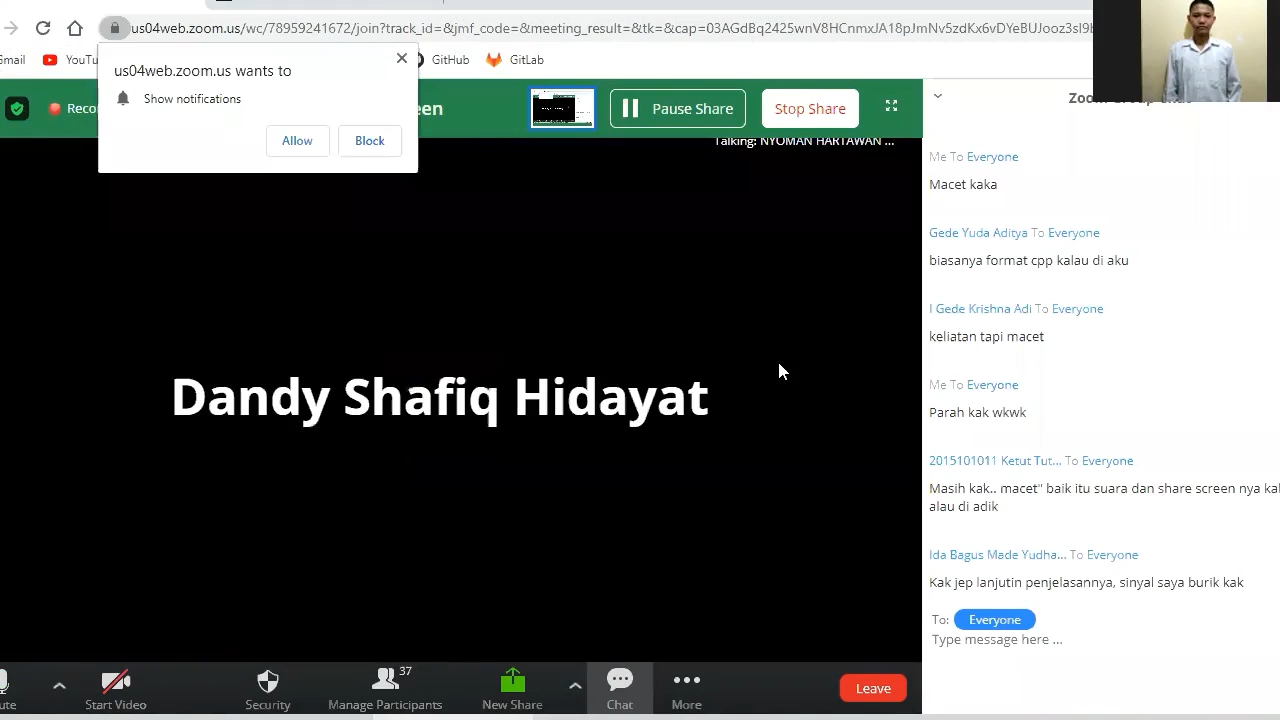 us04web.zoom.us/wc/78959241672/join?track_id=&jmf_code=&meeting_result=&tk=&cap=
Gmail YouTu GitHub GitLab
us04web.zoom.us wants to
Show notifications
Allow Block
Reco
een
Pause Share
Stop Share
Talking: NYOMAN HARTAWAN ...
Dandy Shafiq Hidayat
Me To Everyone
Macet kaka
Gede Yuda Aditya To Everyone
biasanya format cpp kalau di aku
I Gede Krishna Adi To Everyone
keliatan tapi macet
Me To Everyone
Parah kak wkwk
2015101011 Ketut Tut... To Everyone
Masih kak.. macet" baik itu suara dan share screen nya kal
alau di adik
Ida Bagus Made Yudha... To Everyone
Kak jep lanjutin penjelasannya, sinyal saya burik kak
To: Everyone
Type message here ...
ute
Start Video
Security
37
Manage Participants
New Share
Chat
More
Leave